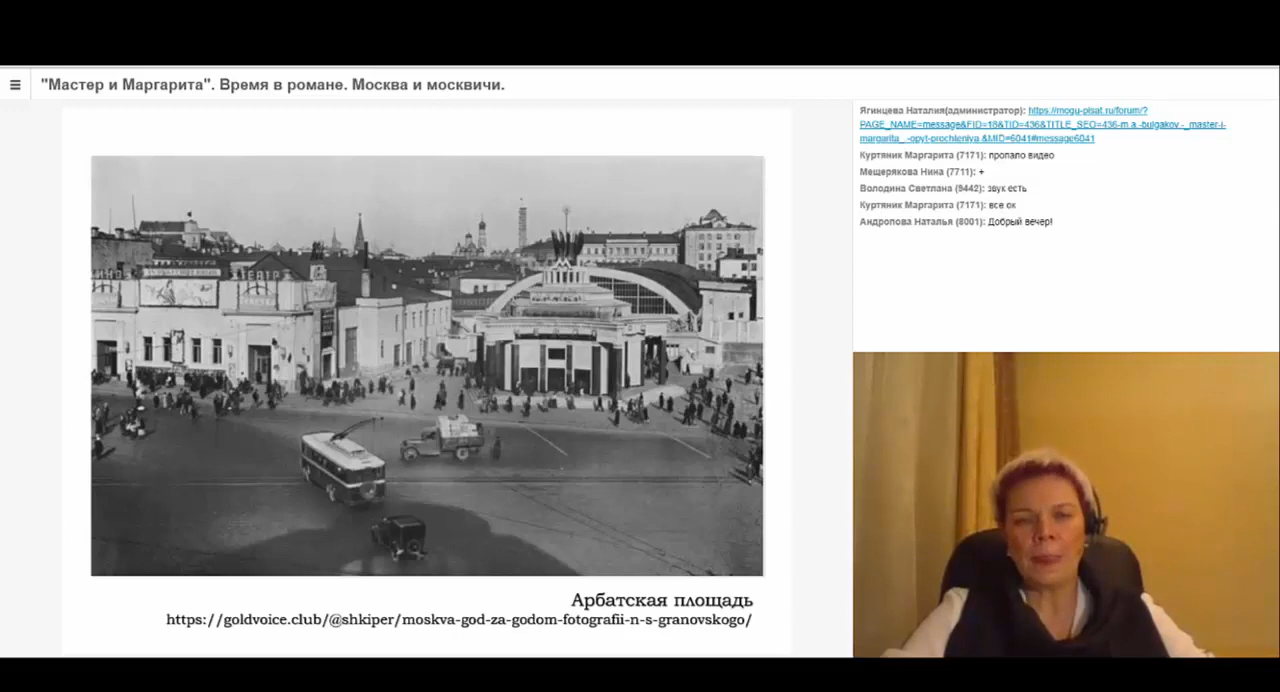 "Мастер и Маргарита". Время в романе. Москва и москвичи.
Ягинцева Наталия(администратор): https://mogu-pisat.ru/forum/?
PAGE_NAME=message&FID=18&TID=436&TITLE_SEO=436-m.a.-bulgakov.-_master-i-
margarita_.-opyt-prochteniya.&MID=6041#message6041
Куртяник Маргарита (7171): пропало видео
Мещерякова Нина (7711): +
Володина Светлана (9442): звук есть
Куртяник Маргарита (7171): все ок
Андропова Наталья (8001): Добрый вечер!
КИНО
ТЕАТР
Арбатская площадь
https://goldvoice.club/@shkiper/moskva-god-za-godom-fotografii-n-s-granovskogo/